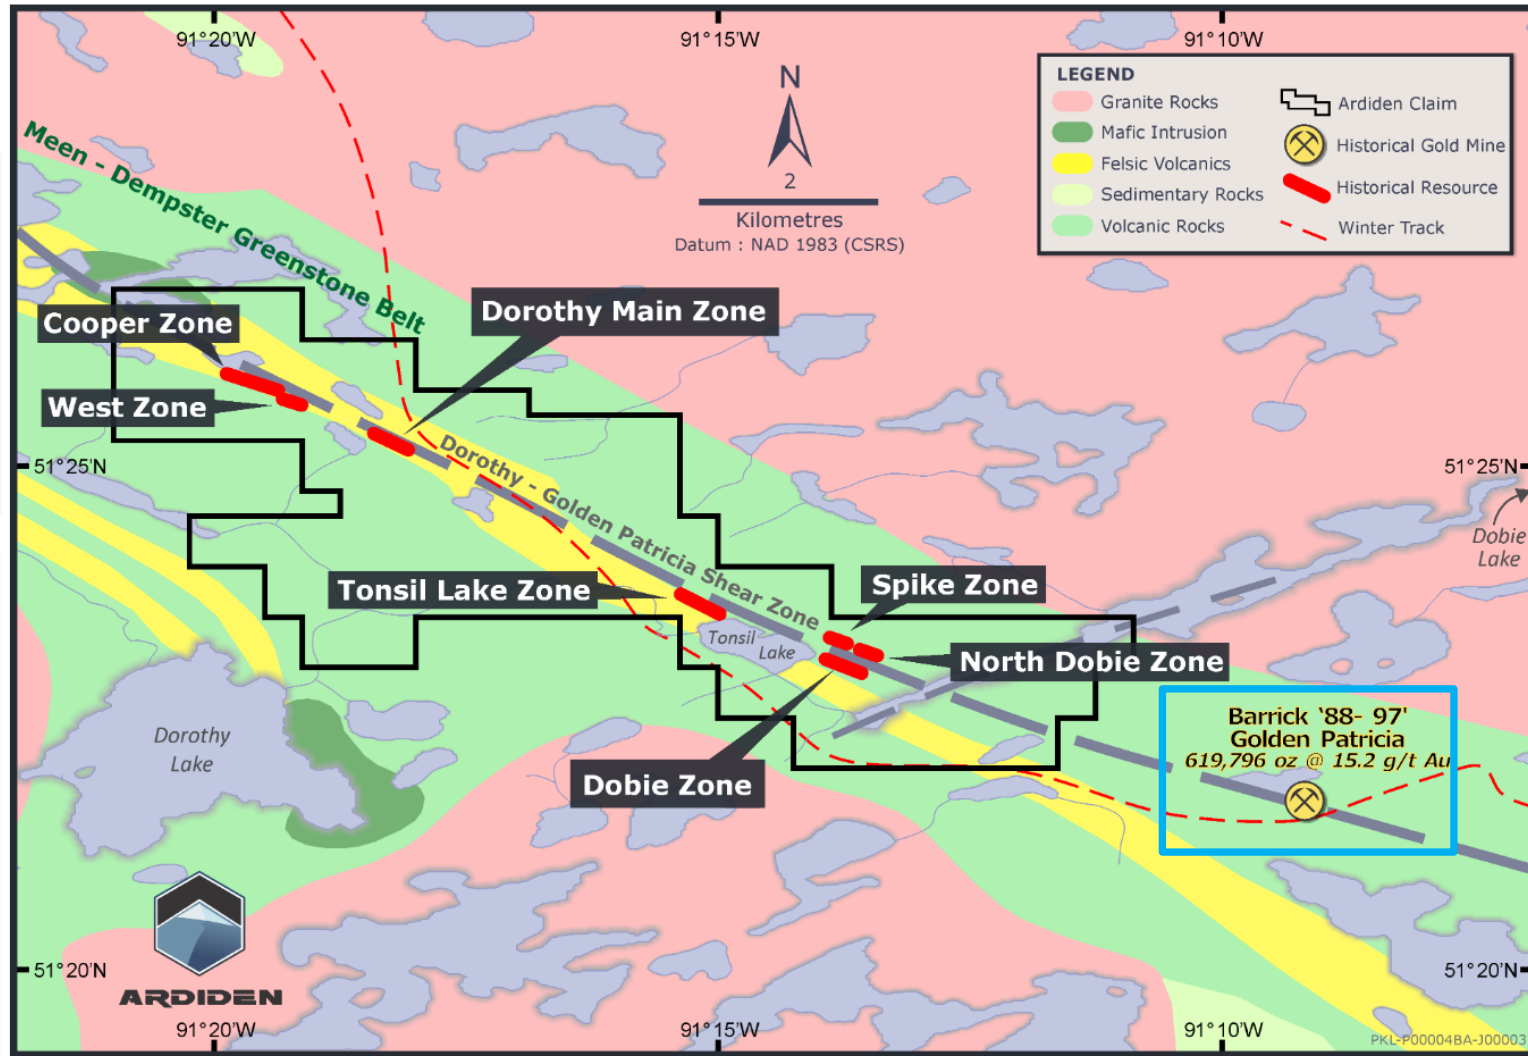 91°20'W
91°15'W
91°10'W
N
2
Kilometres
Datum : NAD 1983 (CSRS)
LEGEND
Granite Rocks
Mafic Intrusion
Felsic Volcanics
Sedimentary Rocks
Volcanic Rocks
Ardiden Claim
Historical Gold Mine
Historical Resource
Winter Track
Meen - Dempster Greenstone Belt
Cooper Zone
Dorothy Main Zone
West Zone
51°25'N
51°25'N
Dorothy - Golden Patricia Shear Zone
Dobie
Lake
Tonsil Lake Zone
Spike Zone
Tonsil
Lake
North Dobie Zone
Dorothy
Lake
Dobie Zone
Barrick ‘88- 97'
Golden Patricia
619,796 oz @ 15.2 g/t Au
ARDIDEN
51°20'N
51°20'N
91°20'W
91°15'W
91°10'W
PKL-P00004BA-J00003